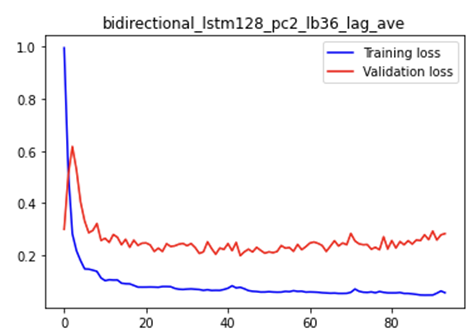 bidirectional_lstm128_pc2_lb36_lag_ave
Training loss
Validation loss
1.0
0.8
0.6
0.4
0.2
0 20 40 60 80